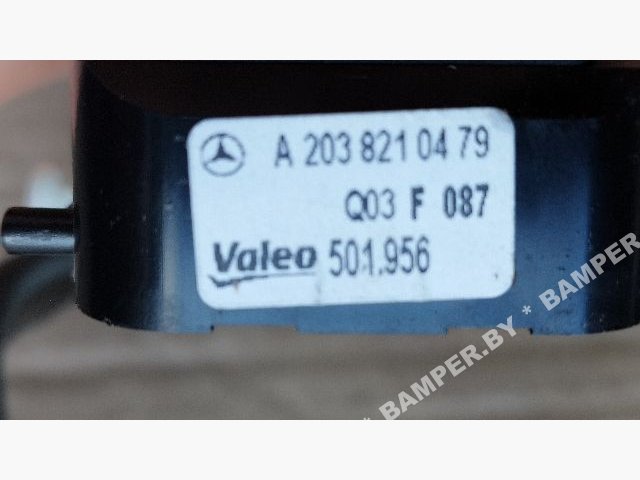 A 203 821 04 79
Q03 F 087
Valeo 501.956
* BAMPER.BY * BAMPER.